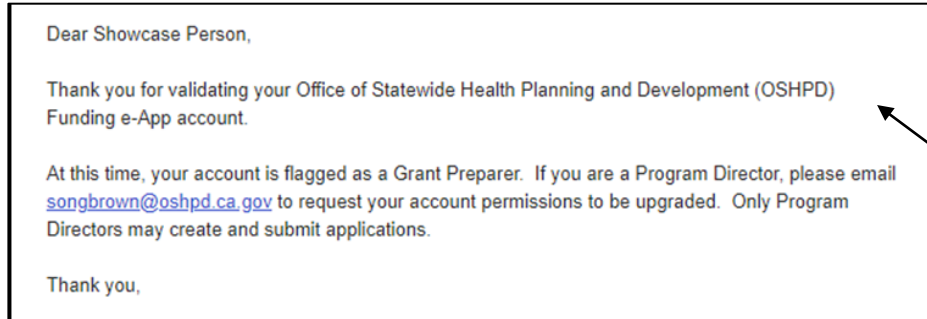 Dear Showcase Person,
Thank you for validating your Office of Statewide Health Planning and Development (OSHPD)
Funding e-App account.
At this time, your account is flagged as a Grant Preparer.  If you are a Program Director, please email
songbrown@oshpd.ca.gov to request your account permissions to be upgraded.  Only Program
Directors may create and submit applications.
Thank you,